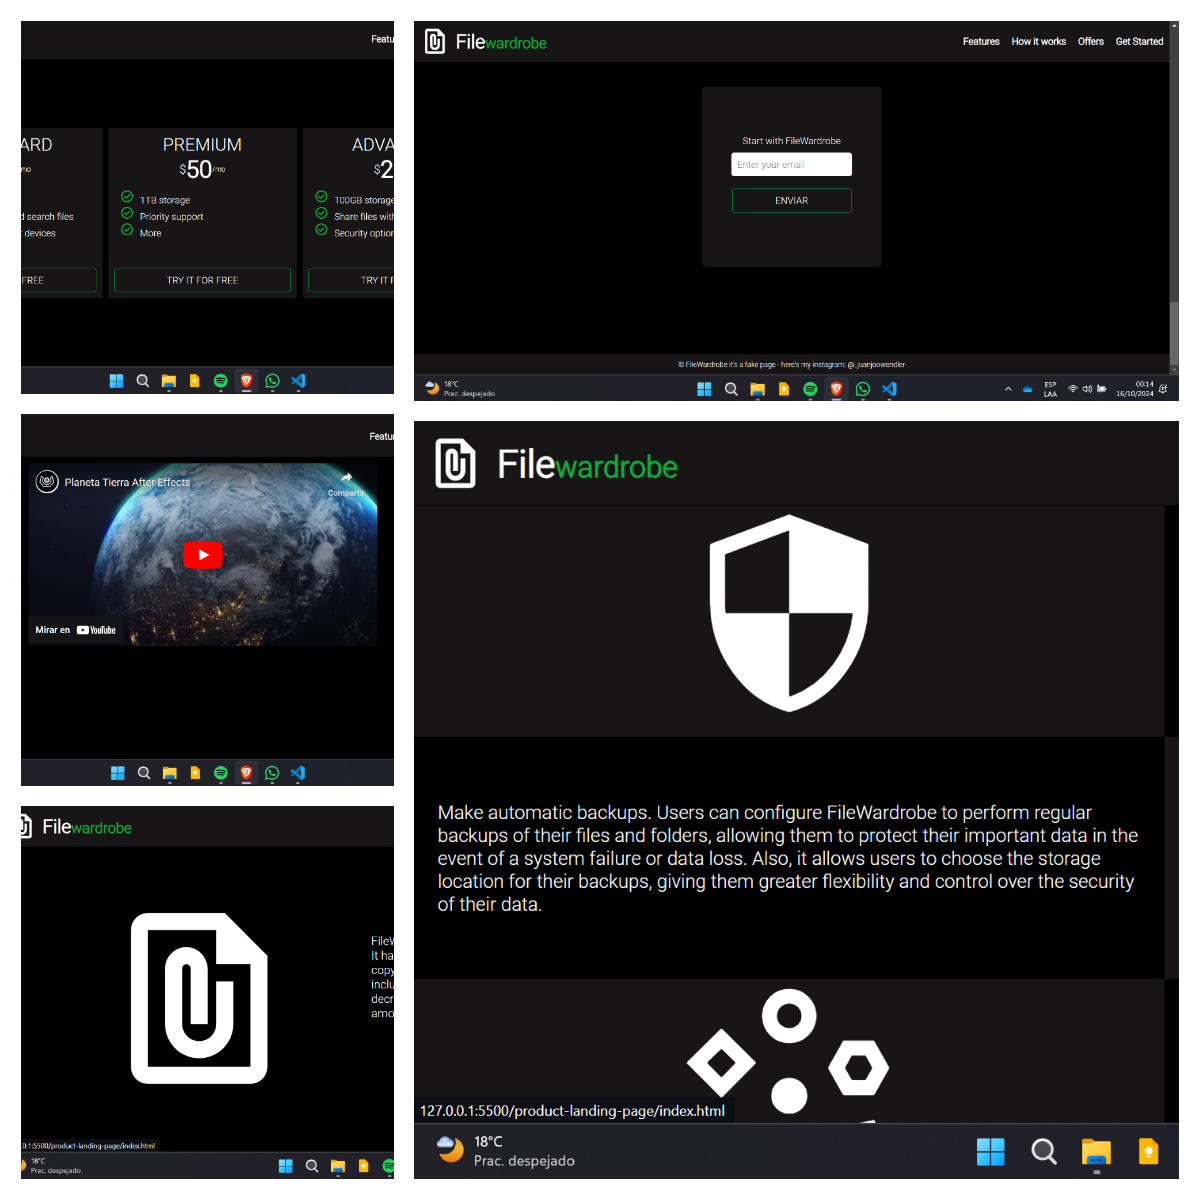 Featu
ARD
mo
d search files
devices
FREE
PREMIUM
$50/mo
1TB storage
Priority support
More
TRY IT FOR FREE
ADVA
$2
100GB storage
Share files with
Security option
TRY IT F
Filewardrobe
Features How it works Offers Get Started
Start with FileWardrobe
Enter your email
ENVIAR
© FileWardrobe it's a fake page - here's my instagram: @_juanjoowendler
18°C
Prac. despejado
ESP
LAA
00:14
16/10/2024
Featu
Planeta Tierra After Effects
Compartir
Mirar en YouTube
Filewardrobe
FileW
It ha
copy
inclu
decr
amo
0.1:5500/product-landing-page/index.html
18°C
Prac. despejado
Filewardrobe
Make automatic backups. Users can configure FileWardrobe to perform regular
backups of their files and folders, allowing them to protect their important data in the
event of a system failure or data loss. Also, it allows users to choose the storage
location for their backups, giving them greater flexibility and control over the security
of their data.
127.0.0.1:5500/product-landing-page/index.html
18°C
Prac. despejado